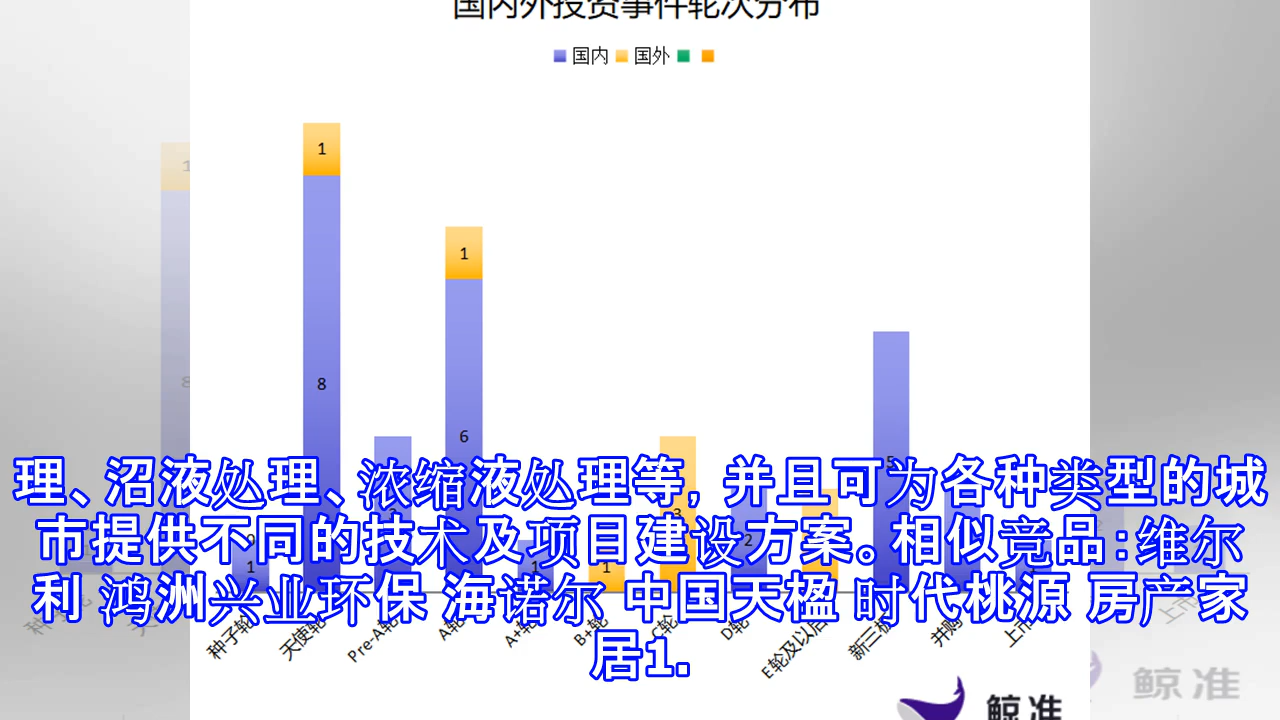 国内外投资事件轮次分布
国内 国外
1
1
8
6
5
3
3
2
1
1
1
理、沼液处理、浓缩液处理等, 并且可为各种类型的城
市提供不同的技术及项目建设方案。相似竞品:维尔
利 鸿洲兴业环保 海诺尔 中国天楹 时代桃源 房产家
居1.
种子轮 天使轮 Pre-A轮 A轮 A+轮 B+轮 C轮 D轮 E轮及以后 新三板 并购 上市
鲸准
鲸准